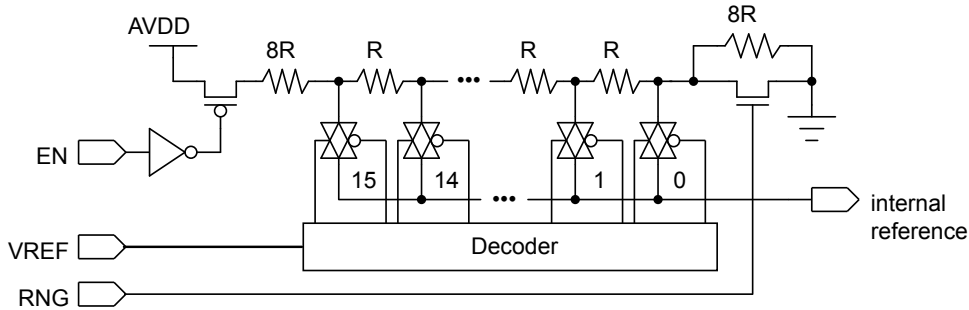 AVDD
8R
R
R
R
8R
EN
15
14
1
0
internal
reference
Decoder
VREF
RNG